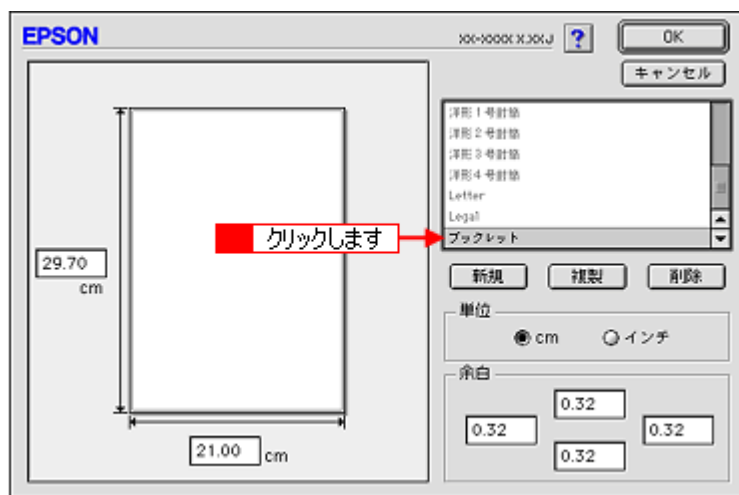 EPSON
XX-XXXX X.XXJ
?
OK
キャンセル
洋形1号封筒
洋形2号封筒
洋形3号封筒
洋形4号封筒
Letter
Legal
ブックレット
クリックします
29.70
cm
21.00 cm
新規
複製
削除
単位
cm
インチ
余白
0.32
0.32
0.32
0.32